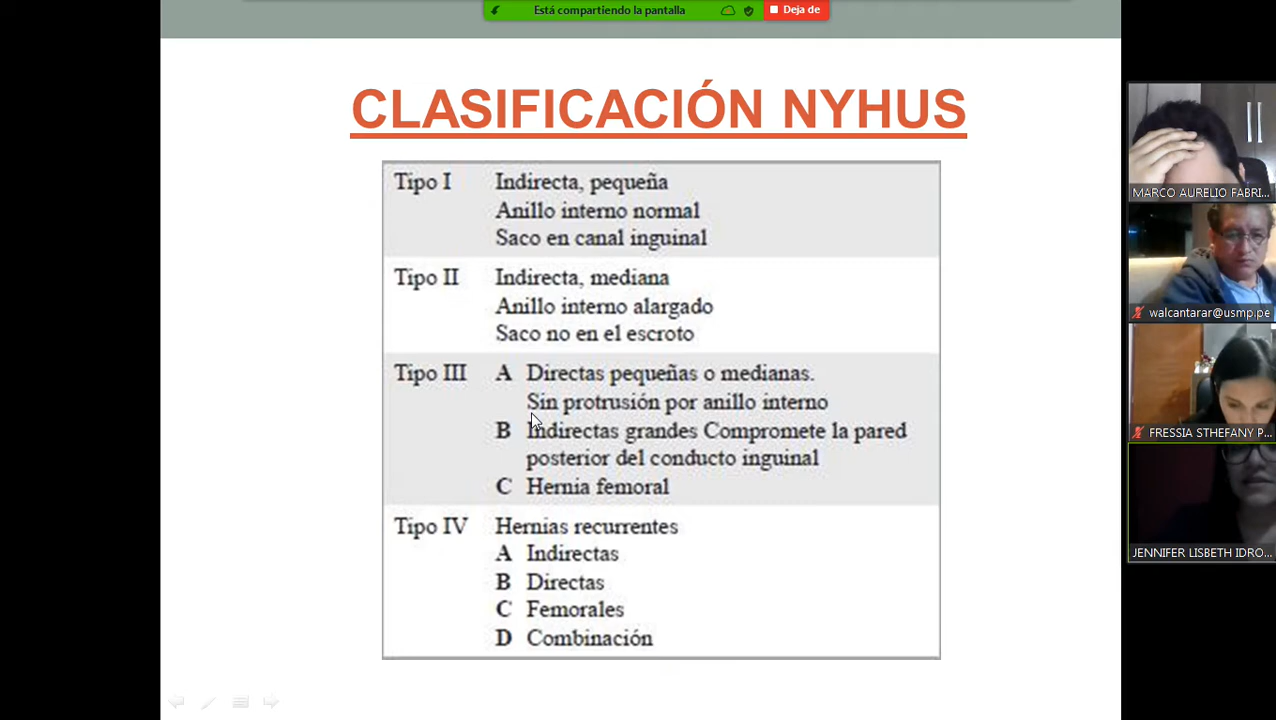 Está compartiendo la pantalla
Deja de
CLASIFICACIÓN NYHUS
Tipo I Indirecta, pequeña
Anillo interno normal
Saco en canal inguinal
Tipo II Indirecta, mediana
Anillo interno alargado
Saco no en el escroto
Tipo III A Directas pequeñas o medianas.
Sin protrusión por anillo interno
B Indirectas grandes Compromete la pared
posterior del conducto inguinal
C Hernia femoral
Tipo IV Hernias recurrentes
A Indirectas
B Directas
C Femorales
D Combinación
MARCO AURELIO FABRI...
walcantarar@usmp.pe
FRESSIA STHEFANY P...
JENNIFER LISBETH IDRO...